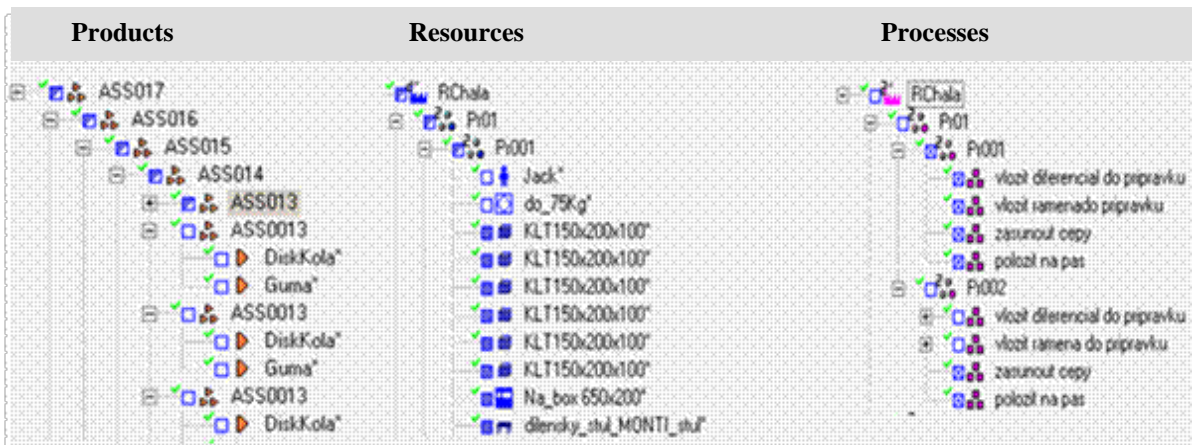 Products Resources Processes
ASS017
ASS016
ASS015
ASS014
ASS013
ASS0013
DiskKola*
Guma*
ASS0013
DiskKola*
Guma*
ASS0013
DiskKola*
RChala
Pr01
Pr001
Jack*
do_75Kg*
KLT150x200x100*
KLT150x200x100*
KLT150x200x100*
KLT150x200x100*
KLT150x200x100*
KLT150x200x100*
Na_box 650x200*
dilensky_stul_MONTI_stul*
RChala
Pr01
Pr001
vlozit diferencial do pripravku
vlozit ramenado pripravku
zasunout cepy
polozit na pas
Pr002
vlozit diferencial do pripravku
vlozit ramena do pripravku
zasunout cepy
polozit na pas